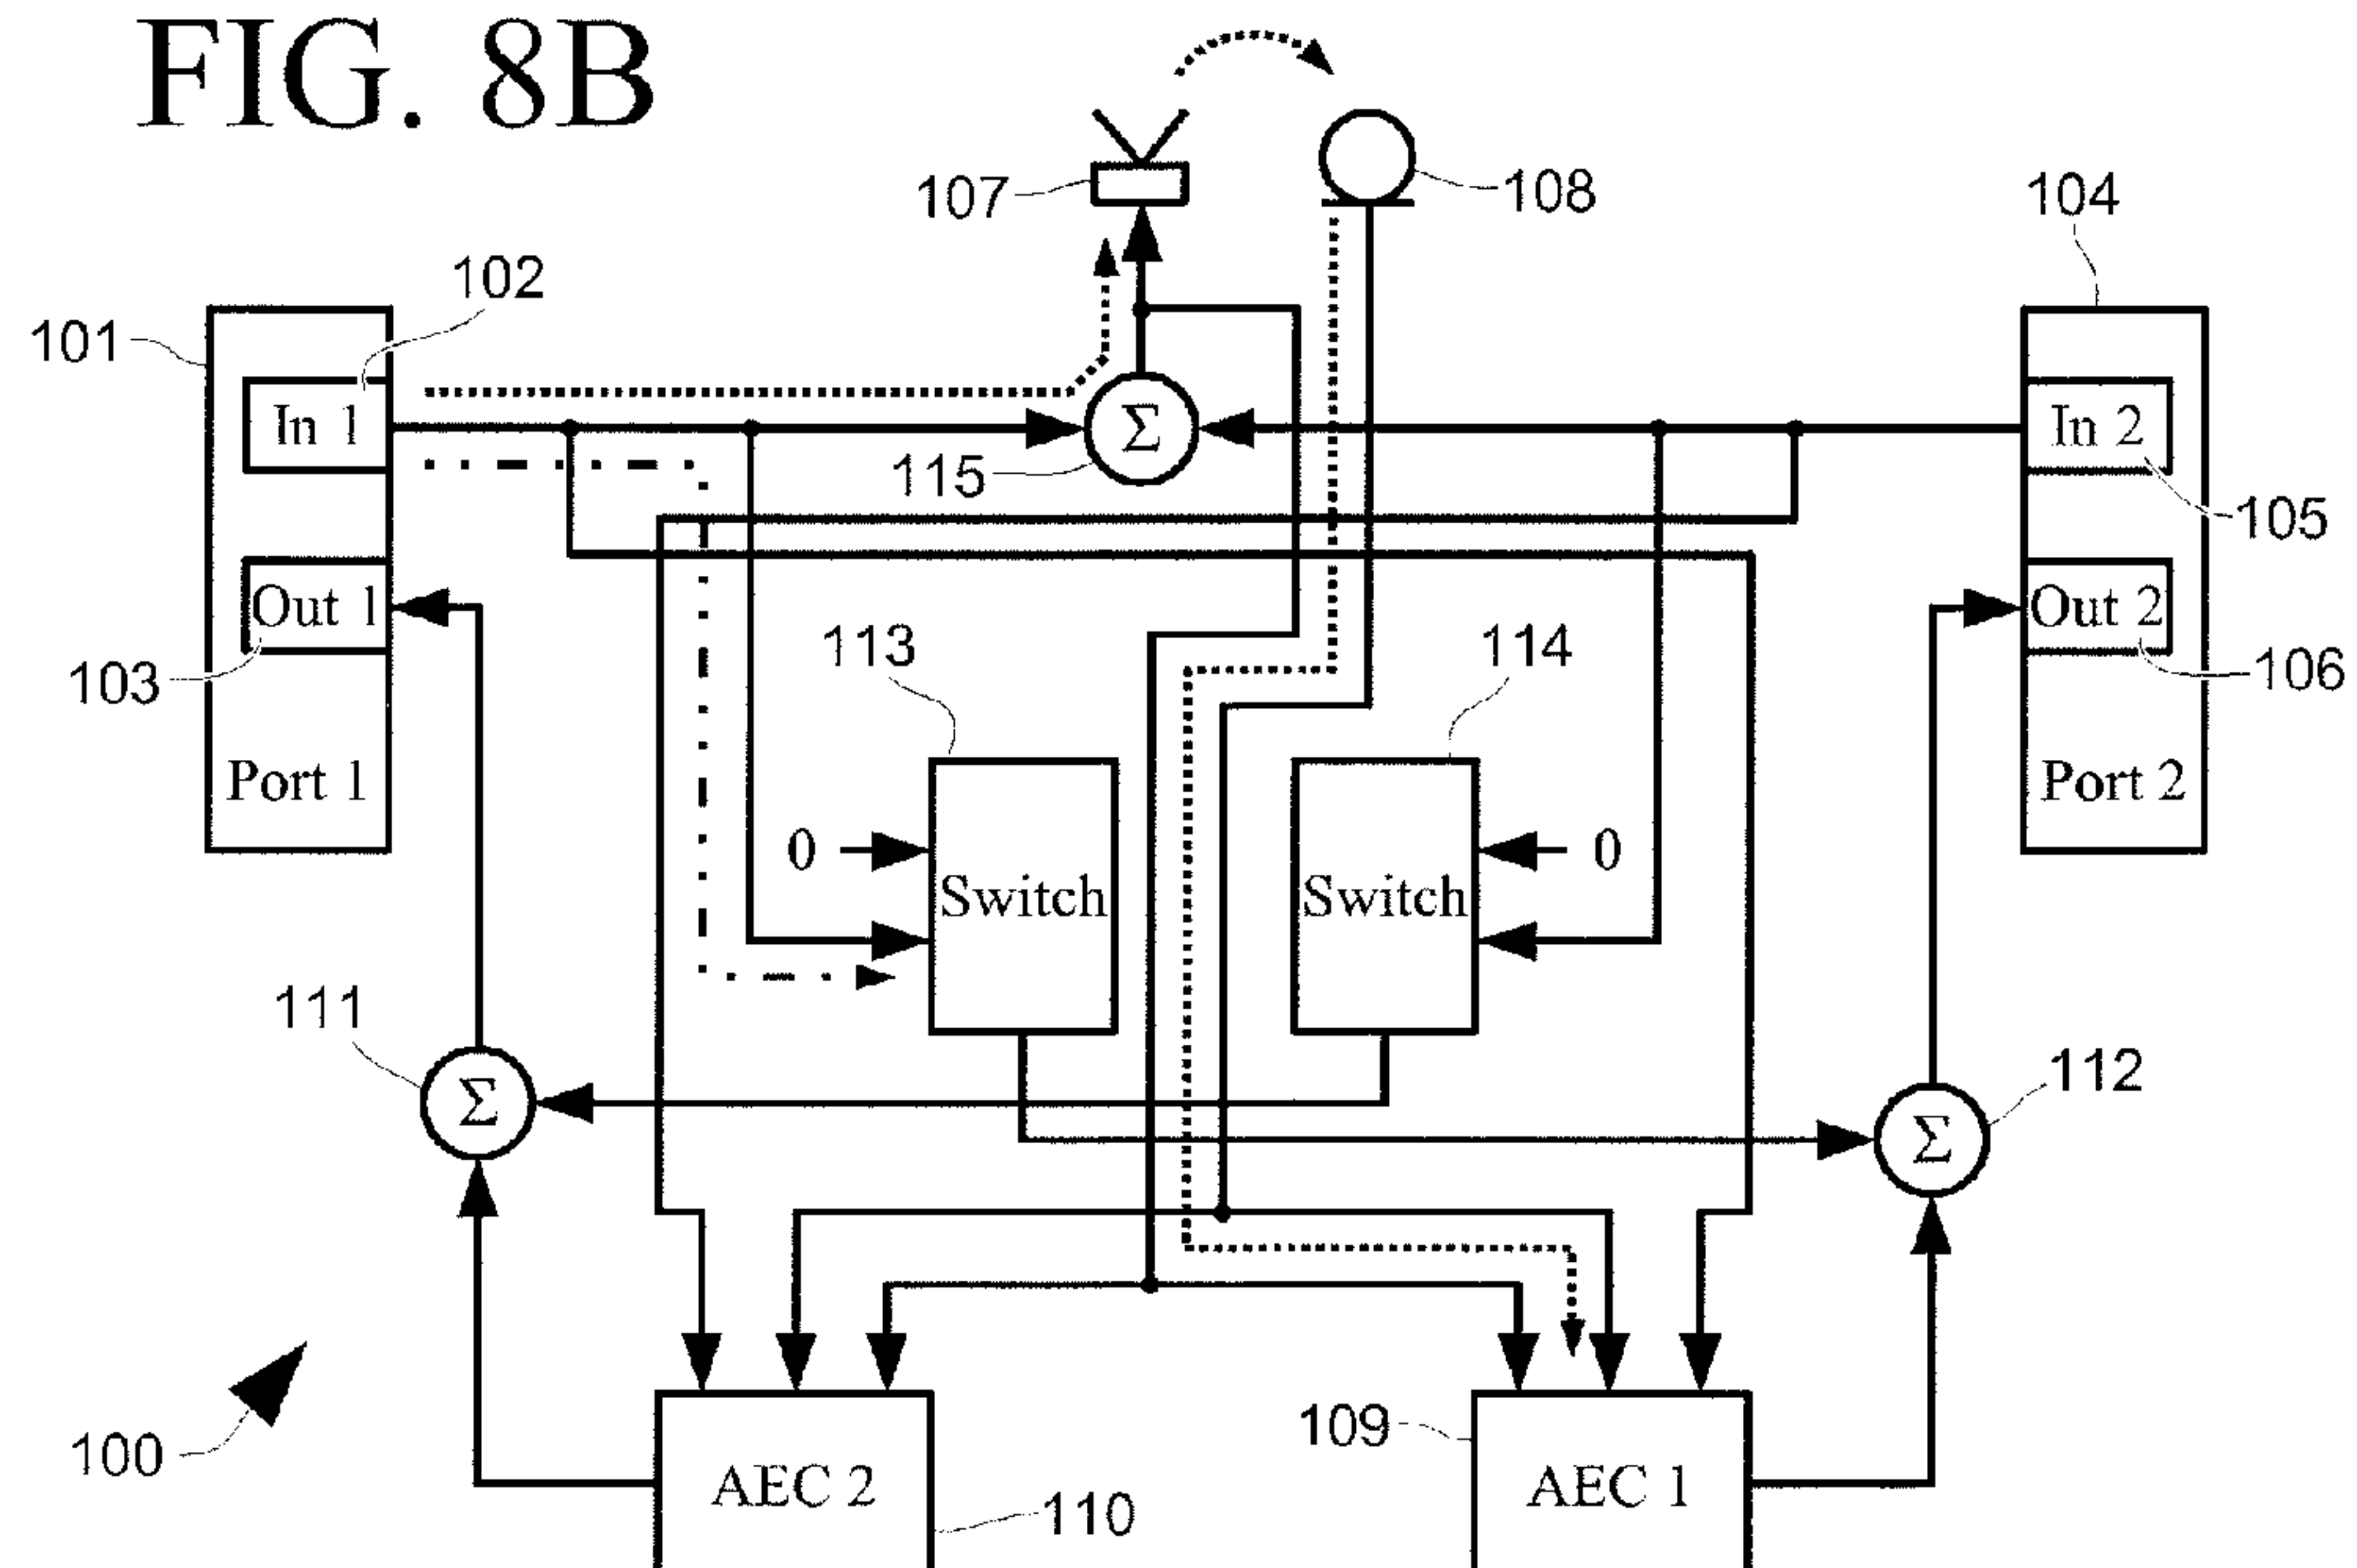 FIG. 8B
107
108
104
102
101
In 1
Σ
In 2
115
105
Out 1
Out 2
113
114
103
106
Port 1
Port 2
0
0
Switch
Switch
111
112
Σ
Σ
109
100
AEC 2
AEC 1
110